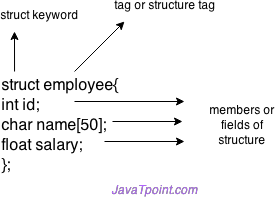 struct keyword
tag or structure tag
struct employee{
int id;
char name[50];
float salary;
};
members or
fields of
structure
JavaTpoint.com